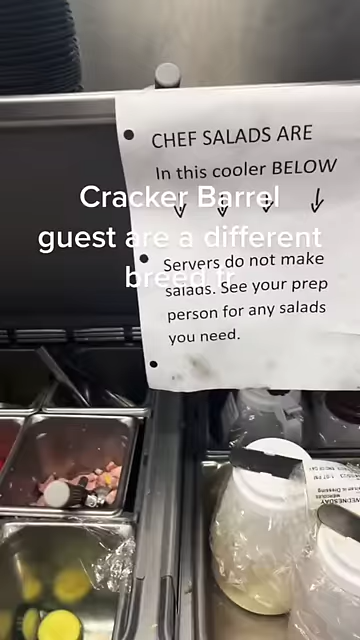 CHEF SALADS ARE
In this cooler BELOW
Cracker Barrel
guest are a different
breed fr
Servers do not make
salads. See your prep
person for any salads
you need.
WEDNESDAY